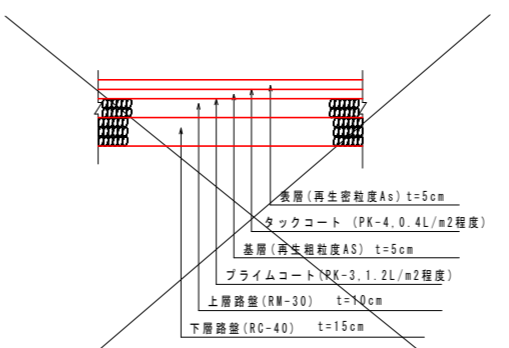 表層(再生密粒度As)t=5cm
タックコート (PK-4,0.4L/m2程度)
基層(再生粗粒度AS) t=5cm
プライムコート(PK-3,1.2L/m2程度)
上層路盤(RM-30) t=10cm
下層路盤(RC-40) t=15cm